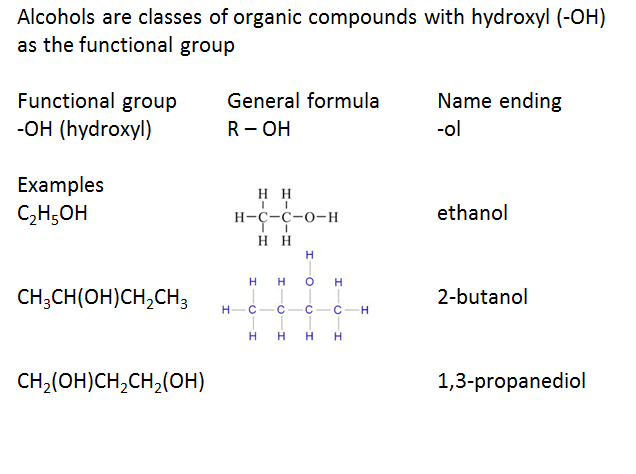 Alcohols are classes of organic compounds with hydroxyl (-OH)
as the functional group
Functional group General formula Name ending
-OH (hydroxyl) R – OH -ol
Examples
H H
C₂H₅OH H-C-C-O-H ethanol
H H
H
H H O H
CH₃CH(OH)CH₂CH₃ H-C-C-C-C-H 2-butanol
H H H H
CH₂(OH)CH₂CH₂(OH) 1,3-propanediol